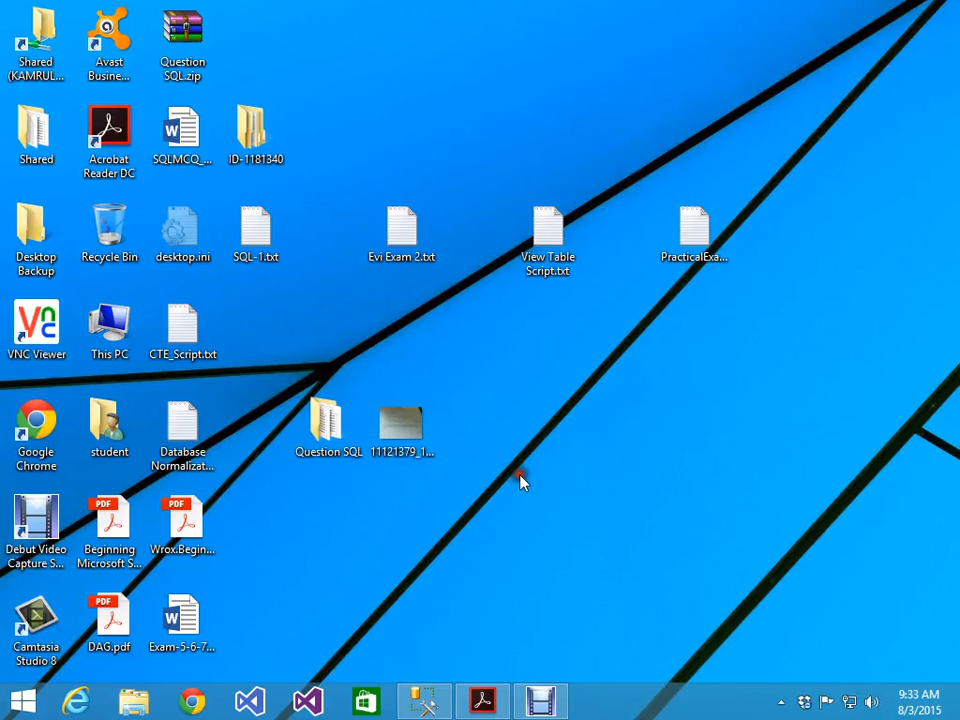 Shared
(KAMRUL...
Avast
Busine...
Question
SQL.zip
Shared
Acrobat
Reader DC
SQLMCQ_...
ID-1181340
Desktop
Backup
Recycle Bin
desktop.ini
SQL-1.txt
Evi Exam 2.txt
View Table
Script.txt
PracticalExa...
VNC Viewer
This PC
CTE_Script.txt
Google
Chrome
student
Database
Normalizat...
Question SQL
11121379_1...
Debut Video
Capture S...
PDF
Beginning
Microsoft S...
PDF
Wrox.Begin...
Camtasia
Studio 8
PDF
DAG.pdf
Exam-5-6-7...
9:33 AM
8/3/2015